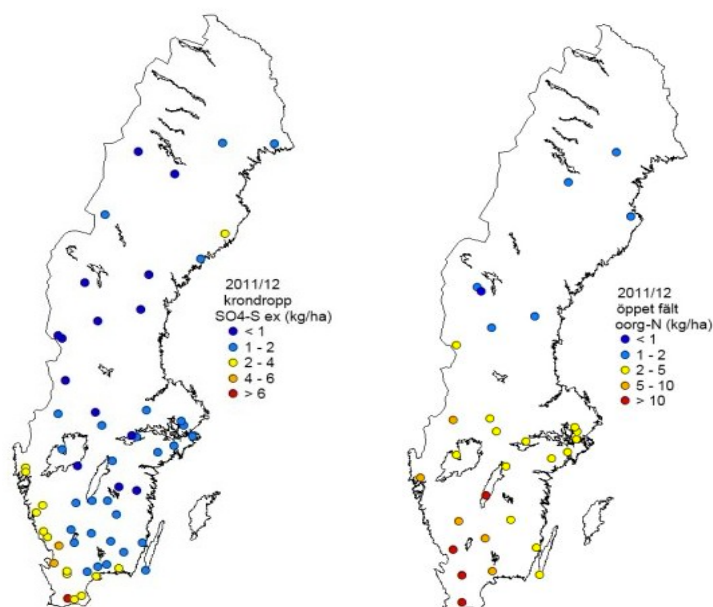 2011/12
krondropp
SO4-S ex (kg/ha)
< 1
1 - 2
2 - 4
4 - 6
> 6
2011/12
öppet fält
oorg-N (kg/ha)
< 1
1 - 2
2 - 5
5 - 10
> 10